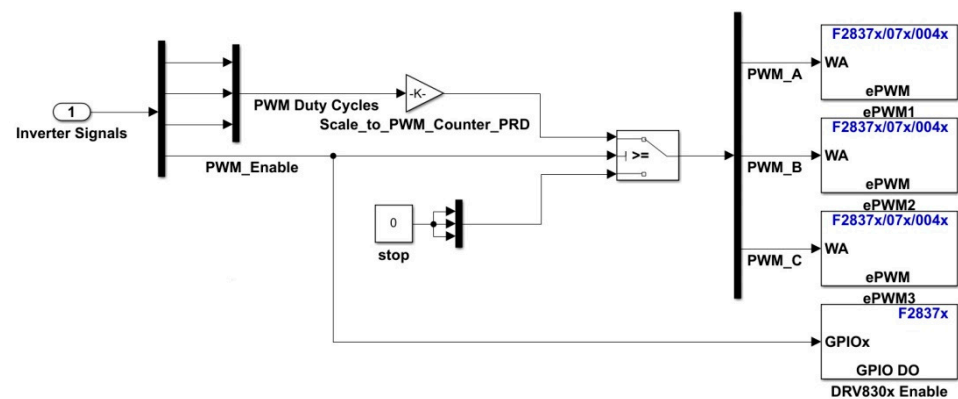 1
Inverter Signals
PWM Duty Cycles
-K-
Scale_to_PWM_Counter_PRD
PWM_Enable
0
stop
>=
PWM_A
F2837x/07x/004x
WA
ePWM
ePWM1
PWM_B
F2837x/07x/004x
WA
ePWM
ePWM2
PWM_C
F2837x/07x/004x
WA
ePWM
ePWM3
F2837x
GPIOx
GPIO DO
DRV830x Enable